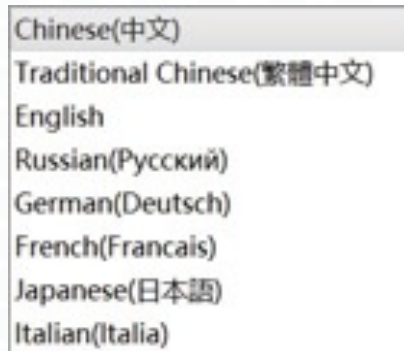 Chinese(中文)
Traditional Chinese(繁體中文)
English
Russian(Русский)
German(Deutsch)
French(Francais)
Japanese(日本語)
Italian(Italia)